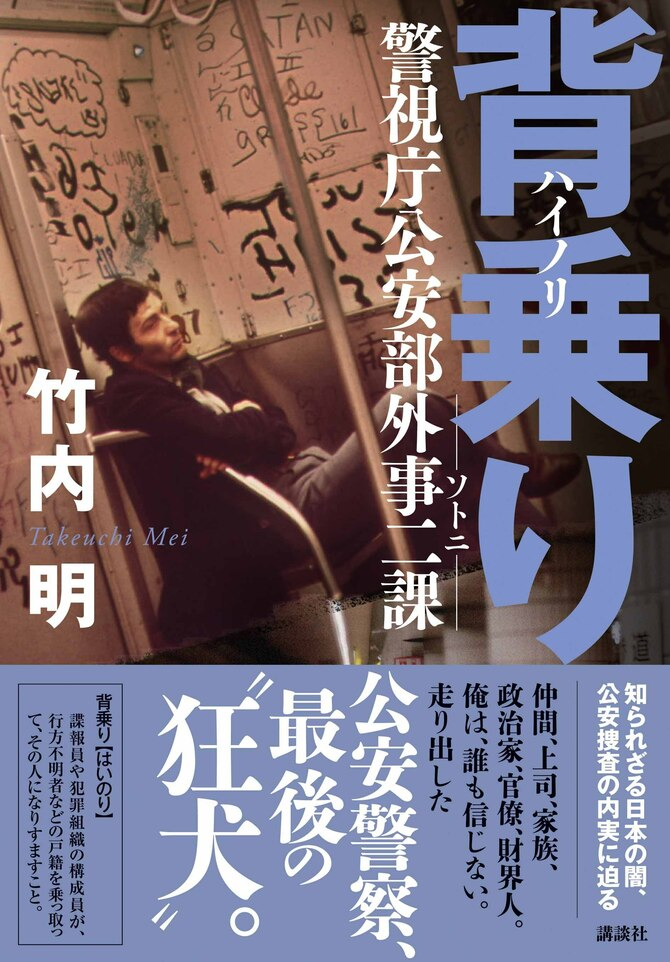 背乗り
ハイノリ
警視庁公安部外事二課
ソトニ
竹内 明
Takeuchi Mei
SATAN
知られざる日本の闇、
公安捜査の内実に迫る
講談社
仲間、上司、家族、
政治家、官僚、財界人。
俺は、誰も信じない。
走り出した
公安警察、
最後の
〝狂犬〟。
背乗り【はいのり】
諜報員や犯罪組織の構成員が、
行方不明者などの戸籍を乗っ取っ
て、その人になりすますこと。